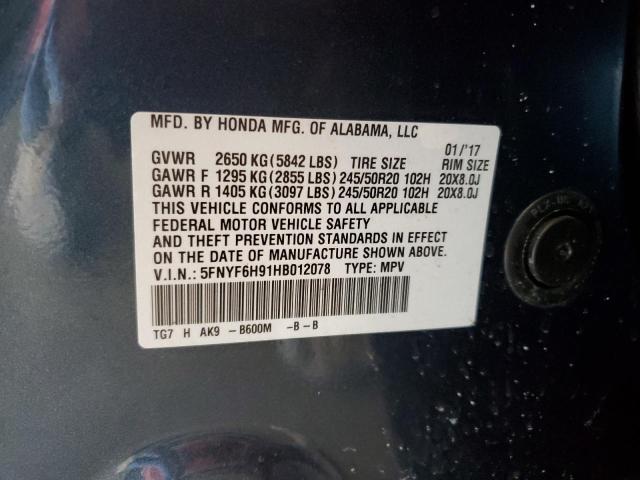 MFD. BY HONDA MFG. OF ALABAMA, LLC
01/'17
GVWR 2650 KG(5842 LBS) TIRE SIZE RIM SIZE
GAWR F 1295 KG(2855 LBS)245/50R20 102H 20X8.0J
GAWR R 1405 KG(3097 LBS)245/50R20 102H 20X8.0J
THIS VEHICLE CONFORMS TO ALL APPLICABLE
FEDERAL MOTOR VEHICLE SAFETY
AND THEFT PREVENTION STANDARDS IN EFFECT
ON THE DATE OF MANUFACTURE SHOWN ABOVE.
V.I.N.: 5FNYF6H91HB012078 TYPE: MPV
TG7 H AK9 -B600M -B-B